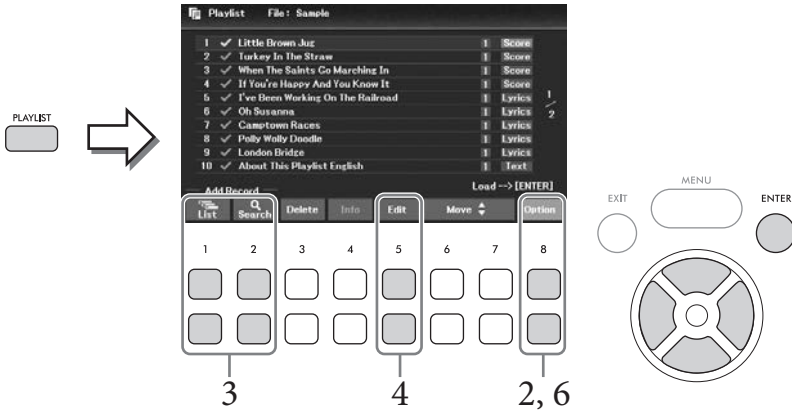 Playlist File: Sample
1 Little Brown Jug 1 Score
2 Turkey In The Straw 1 Score
3 When The Saints Go Marching In 1 Score
4 If You're Happy And You Know It 1 Score
5 I've Been Working On The Railroad 1 Lyrics
6 Oh Susanna 1 Lyrics
7 Camptown Races 1 Lyrics
8 Polly Wolly Doodle 1 Lyrics
9 London Bridge 1 Lyrics
10 About This Playlist English 1 Text
1/2
PLAYLIST
Add Record
Load-->[ENTER]
List Search Delete Info Edit Move Option
EXIT MENU ENTER
1 2 3 4 5 6 7 8
3 4 2, 6